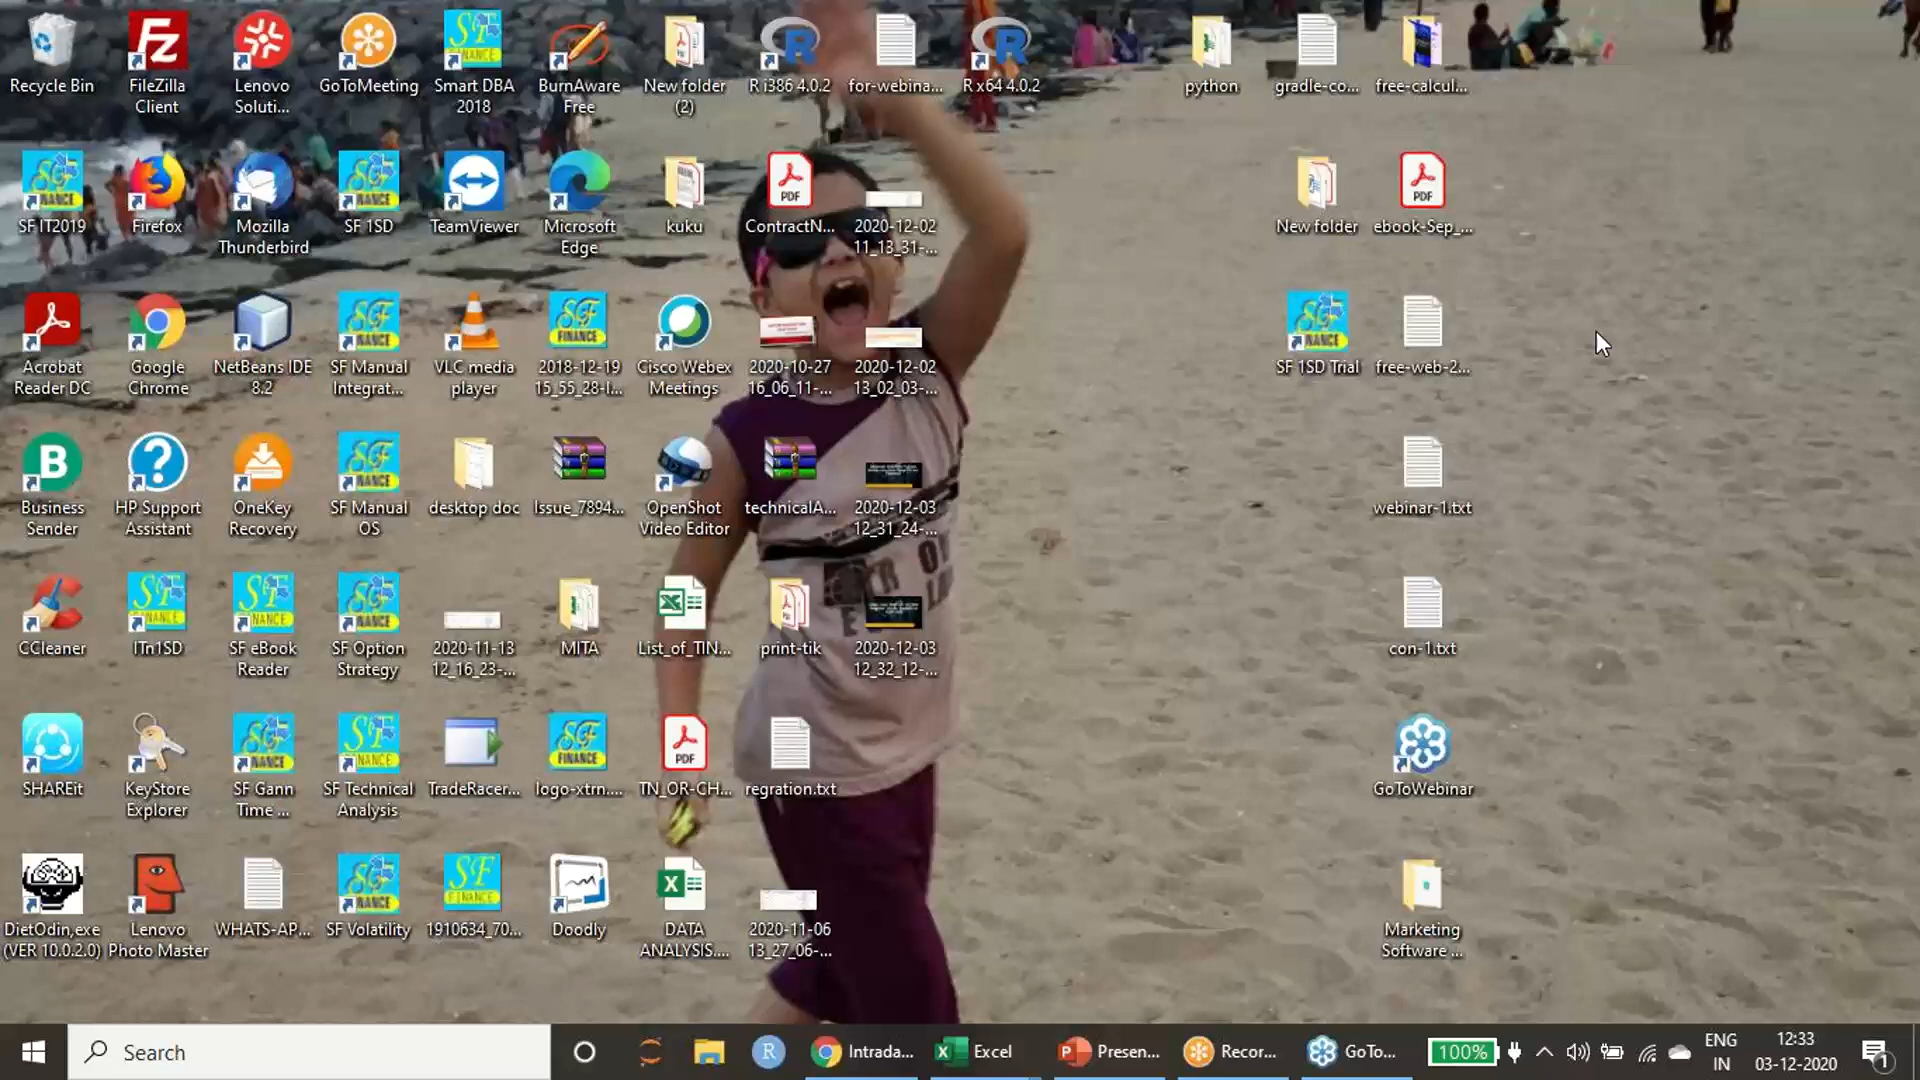 Recycle Bin
FileZilla
Client
Lenovo
Soluti...
GoToMeeting
Smart DBA
2018
BurnAware
Free
New folder
(2)
R i386 4.0.2
for-webina...
R x64 4.0.2
python
gradle-co...
free-calcul...
SF IT2019
Firefox
Mozilla
Thunderbird
SF 1SD
TeamViewer
Microsoft
Edge
kuku
ContractN...
2020-12-02
11_13_31-...
New folder
ebook-Sep_...
Acrobat
Reader DC
Google
Chrome
NetBeans IDE
8.2
SF Manual
Integrat...
VLC media
player
2018-12-19
15_55_28-I...
Cisco Webex
Meetings
2020-10-27
16_06_11-...
2020-12-02
13_02_03-...
SF 1SD Trial
free-web-2...
Business
Sender
HP Support
Assistant
OneKey
Recovery
SF Manual
OS
desktop doc
Issue_7894...
OpenShot
Video Editor
technicalA...
2020-12-03
12_31_24-...
webinar-1.txt
CCleaner
ITn1SD
SF eBook
Reader
SF Option
Strategy
2020-11-13
12_16_23-...
MITA
List_of_TIN...
print-tik
2020-12-03
12_32_12-...
con-1.txt
SHAREit
KeyStore
Explorer
SF Gann
Time ...
SF Technical
Analysis
TradeRacer...
logo-xtrn....
TN_OR-CH...
regration.txt
GoToWebinar
DietOdin,exe
(VER 10.0.2.0)
Lenovo
Photo Master
WHATS-AP...
SF Volatility
1910634_70...
Doodly
DATA
ANALYSIS....
2020-11-06
13_27_06-...
Marketing
Software ...
Search
Intrada...
Excel
Presen...
Recor...
GoTo...
100%
ENG
IN
12:33
03-12-2020
1